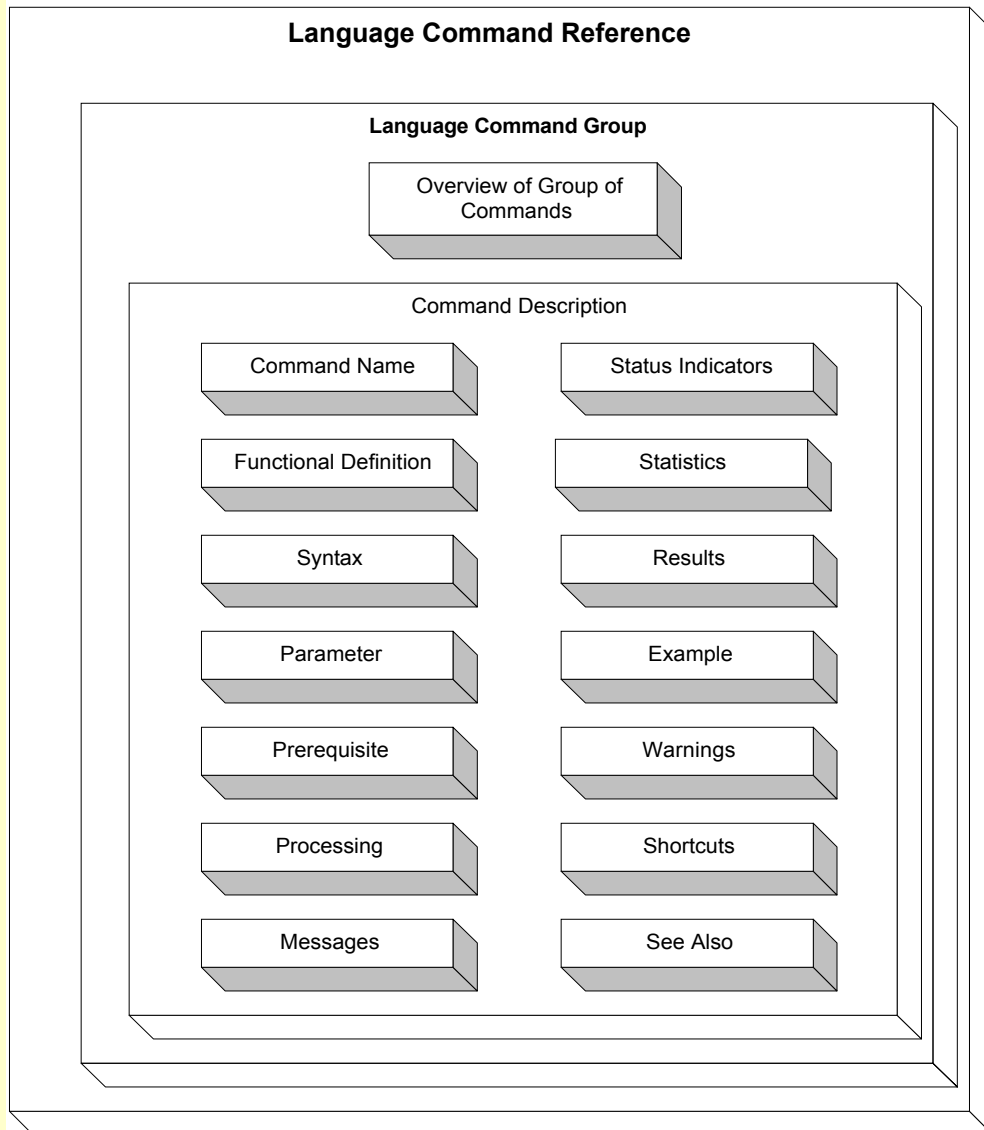 Language Command Reference
Language Command Group
Overview of Group of
Commands
Command Description
Command Name
Status Indicators
Functional Definition
Statistics
Syntax
Results
Parameter
Example
Prerequisite
Warnings
Processing
Shortcuts
Messages
See Also